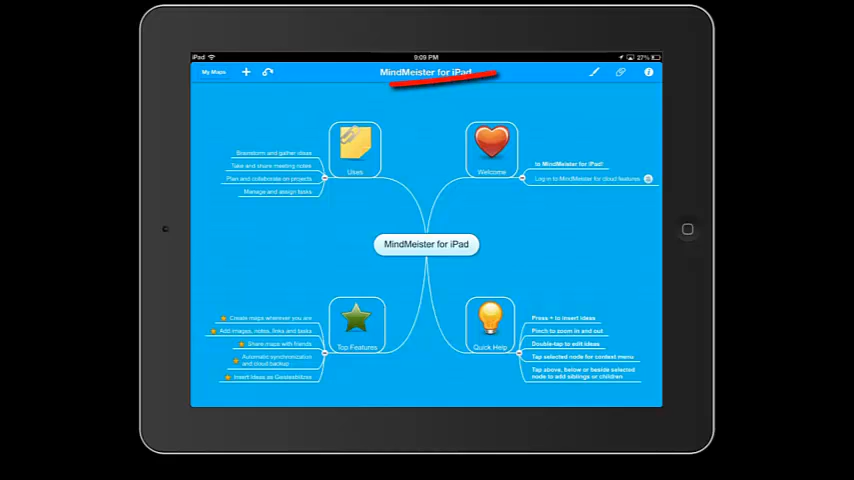 iPad
9:09 PM
27%
My Maps
MindMeister for iPad
Uses
Brainstorm and gather ideas
Take and share meeting notes
Plan and collaborate on projects
Manage and assign tasks
Welcome
to MindMeister for iPad!
Log in to MindMeister for cloud features
MindMeister for iPad
Top Features
Create maps wherever you are
Add images, notes, links and tasks
Share maps with friends
Automatic synchronization
and cloud backup
Insert ideas as Geistesblitzes
Quick Help
Press + to insert ideas
Pinch to zoom in and out
Double-tap to edit ideas
Tap selected node for context menu
Tap above, below or beside selected
node to add siblings or children